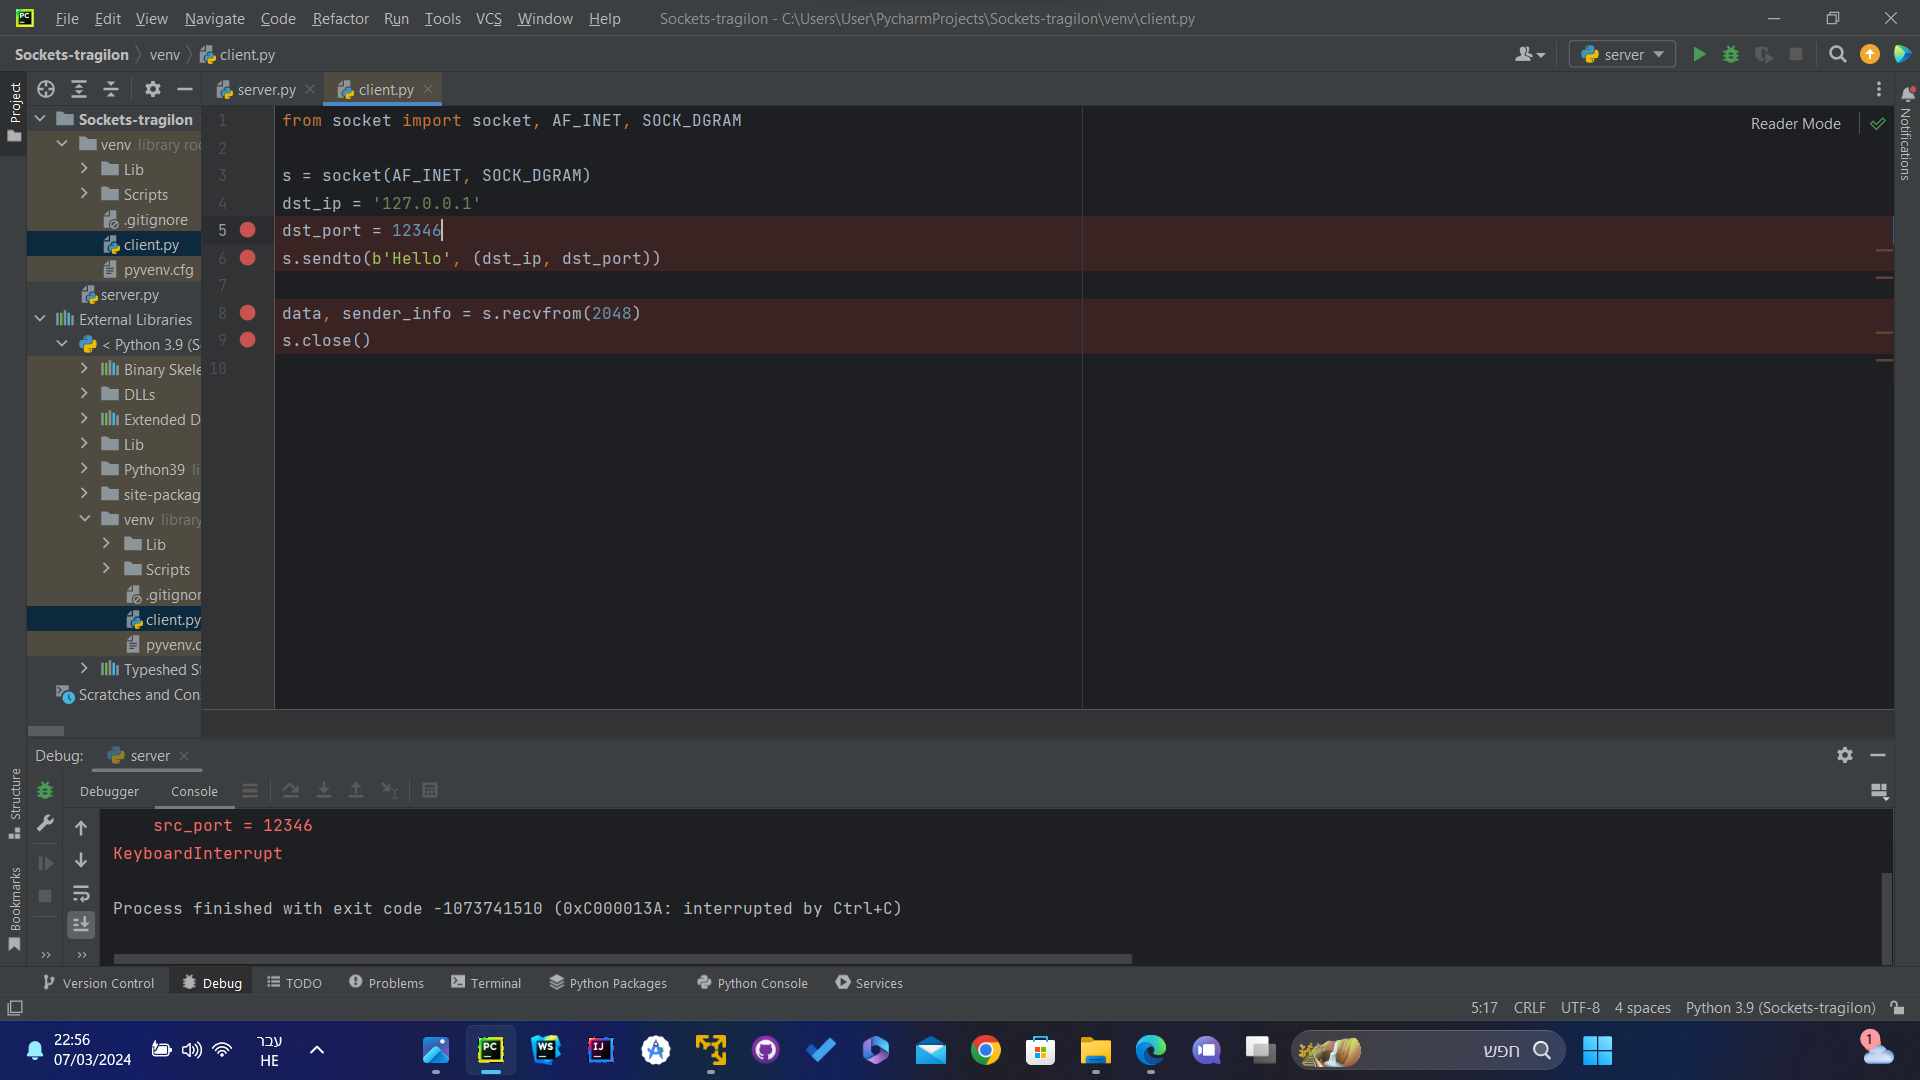 File Edit View Navigate Code Refactor Run Tools VCS Window Help Sockets-tragilon - C:\Users\User\PycharmProjects\Sockets-tragilon\venv\client.py
Sockets-tragilon venv client.py
server
Project
server.py
client.py
Sockets-tragilon
venv library roo
Lib
Scripts
.gitignore
client.py
pyvenv.cfg
server.py
External Libraries
< Python 3.9 (S
Binary Skele
DLLs
Extended D
Lib
Python39 li
site-packag
venv library
Lib
Scripts
.gitignor
client.py
pyvenv.c
Typeshed St
Scratches and Con
1 from socket import socket, AF_INET, SOCK_DGRAM
2
3 s = socket(AF_INET, SOCK_DGRAM)
4 dst_ip = '127.0.0.1'
5 dst_port = 12346
6 s.sendto(b'Hello', (dst_ip, dst_port))
7
8 data, sender_info = s.recvfrom(2048)
9 s.close()
10
Reader Mode
Notifications
Debug: server
Debugger Console
src_port = 12346
KeyboardInterrupt
Process finished with exit code -1073741510 (0xC000013A: interrupted by Ctrl+C)
Structure
Bookmarks
Version Control Debug TODO Problems Terminal Python Packages Python Console Services
5:17 CRLF UTF-8 4 spaces Python 3.9 (Sockets-tragilon)
22:56
07/03/2024
עבר
HE
PC
WS
IJ
חפש
1